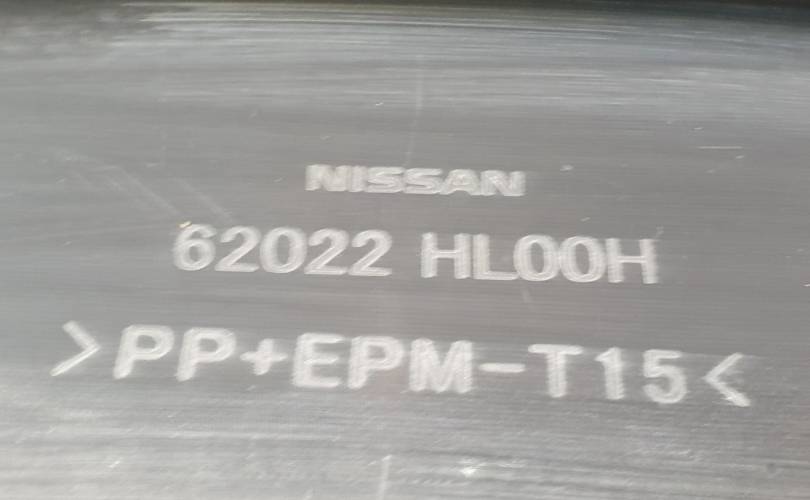 NISSAN
62022 HL00H
>PP+EPM-T15<